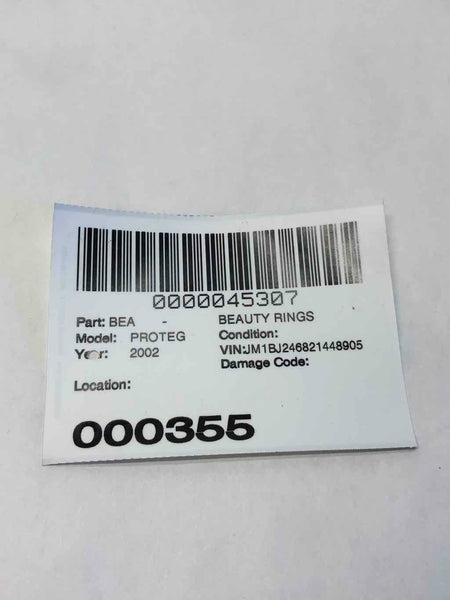 0000045307
Part: BEA - BEAUTY RINGS
Model: PROTEG Condition:
Year: 2002 VIN:JM1BJ246821448905
Damage Code:
Location:
000355